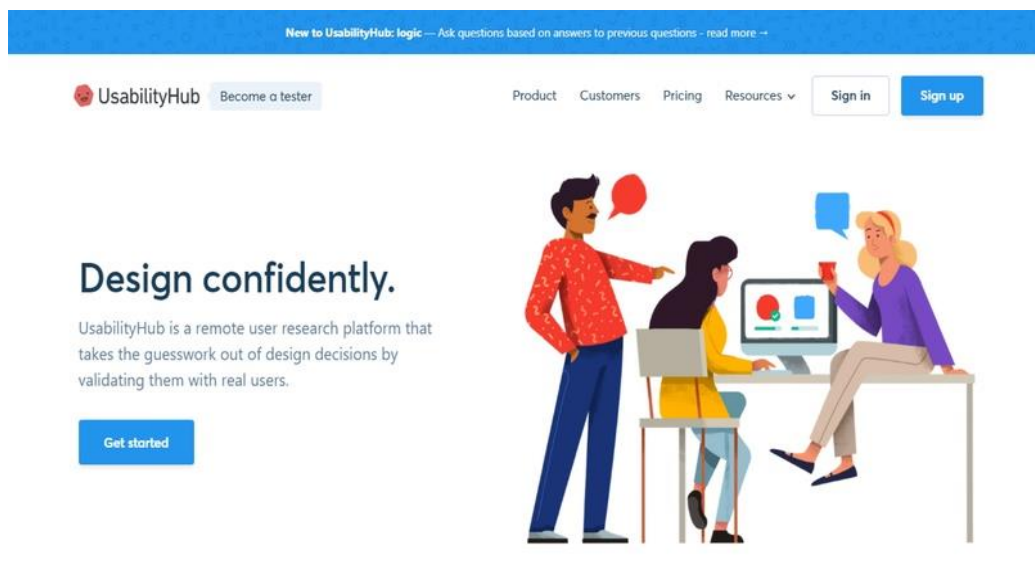 New to UsabilityHub: logic — Ask questions based on answers to previous questions - read more →
UsabilityHub Become a tester Product Customers Pricing Resources Sign in Sign up
Design confidently.
UsabilityHub is a remote user research platform that
takes the guesswork out of design decisions by
validating them with real users.
Get started